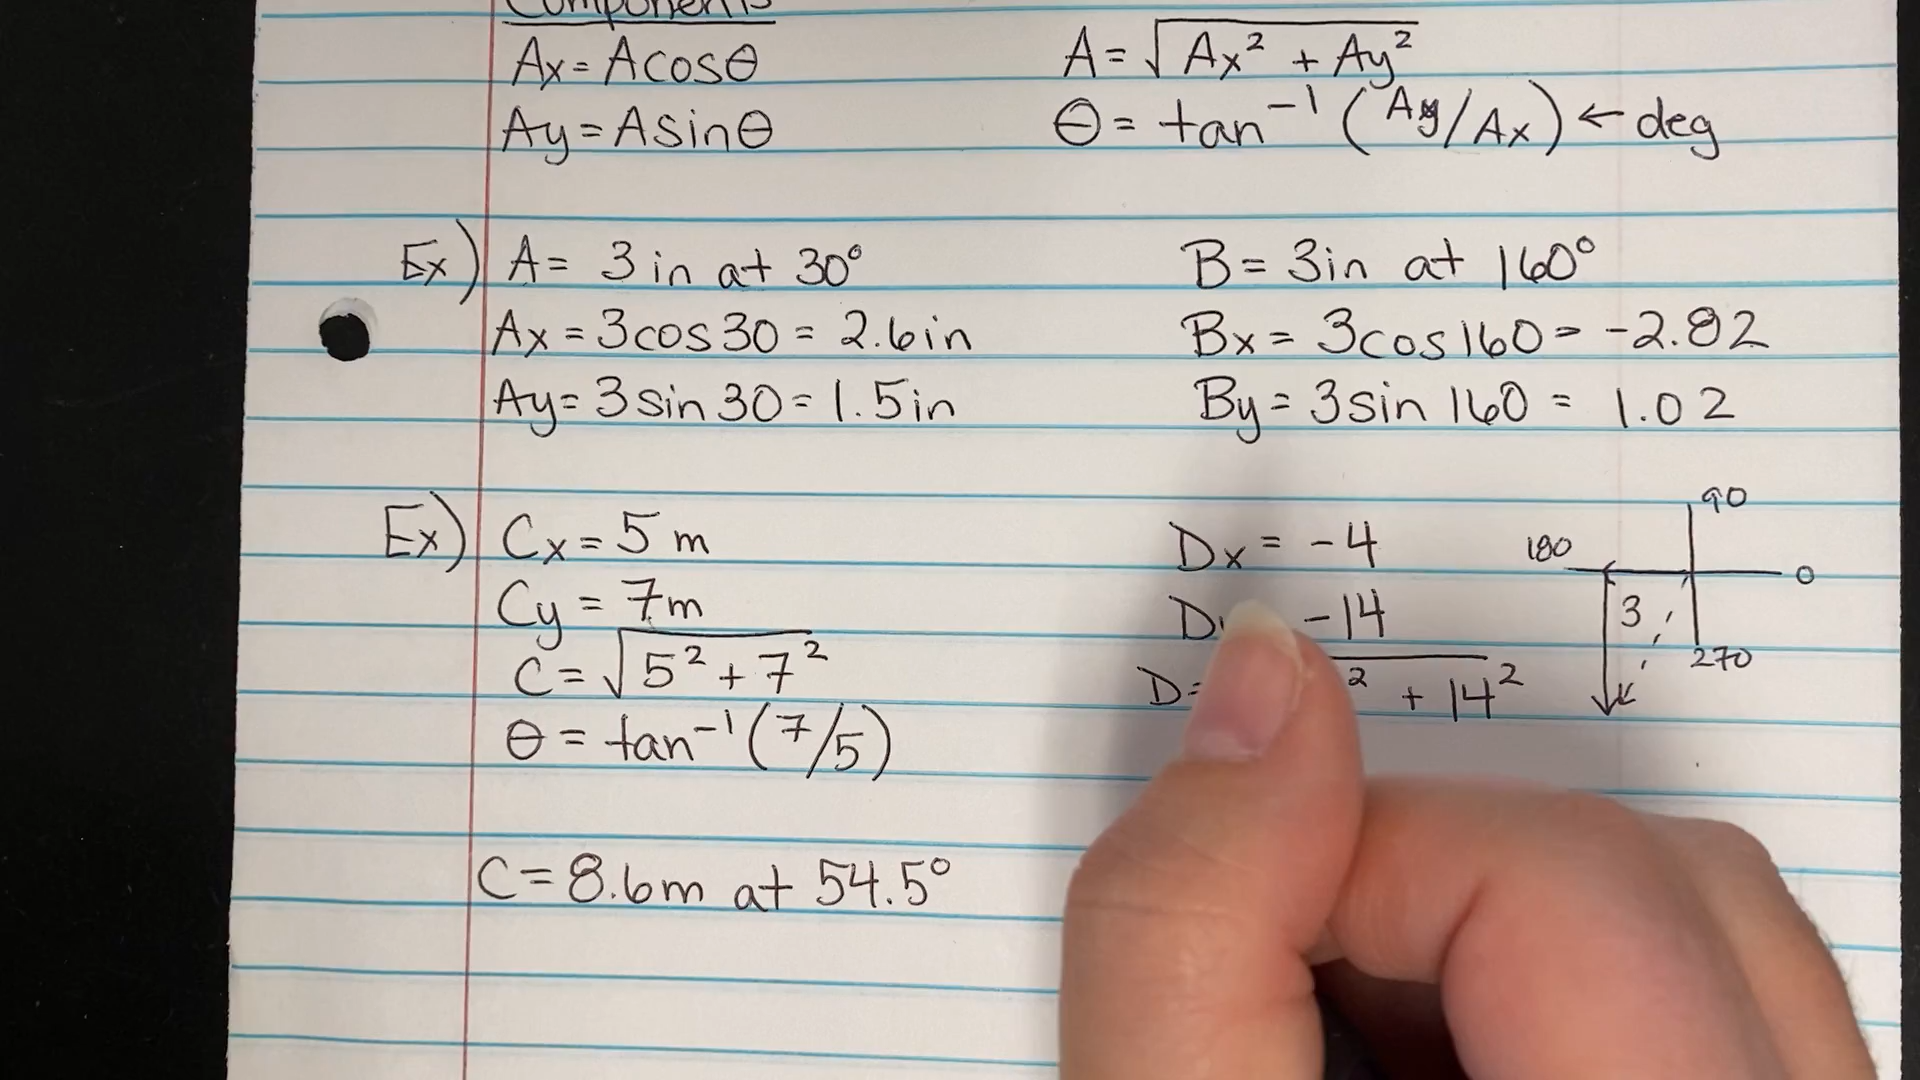 Components
Ax = Acosθ
Ay = Asinθ
A = √Ax² + Ay²
θ = tan⁻¹ (Ay/Ax) ← deg
Ex) A = 3 in at 30°
Ax = 3cos30 = 2.6in
Ay = 3sin30 = 1.5in
B = 3in at 160°
Bx = 3cos160 = -2.82
By = 3sin160 = 1.02
Ex) Cx = 5m
Cy = 7m
C = √5² + 7²
θ = tan⁻¹(7/5)
C = 8.6m at 54.5°
Dx = -4
D -14
D= ² + 14²
90
180
0
3
270